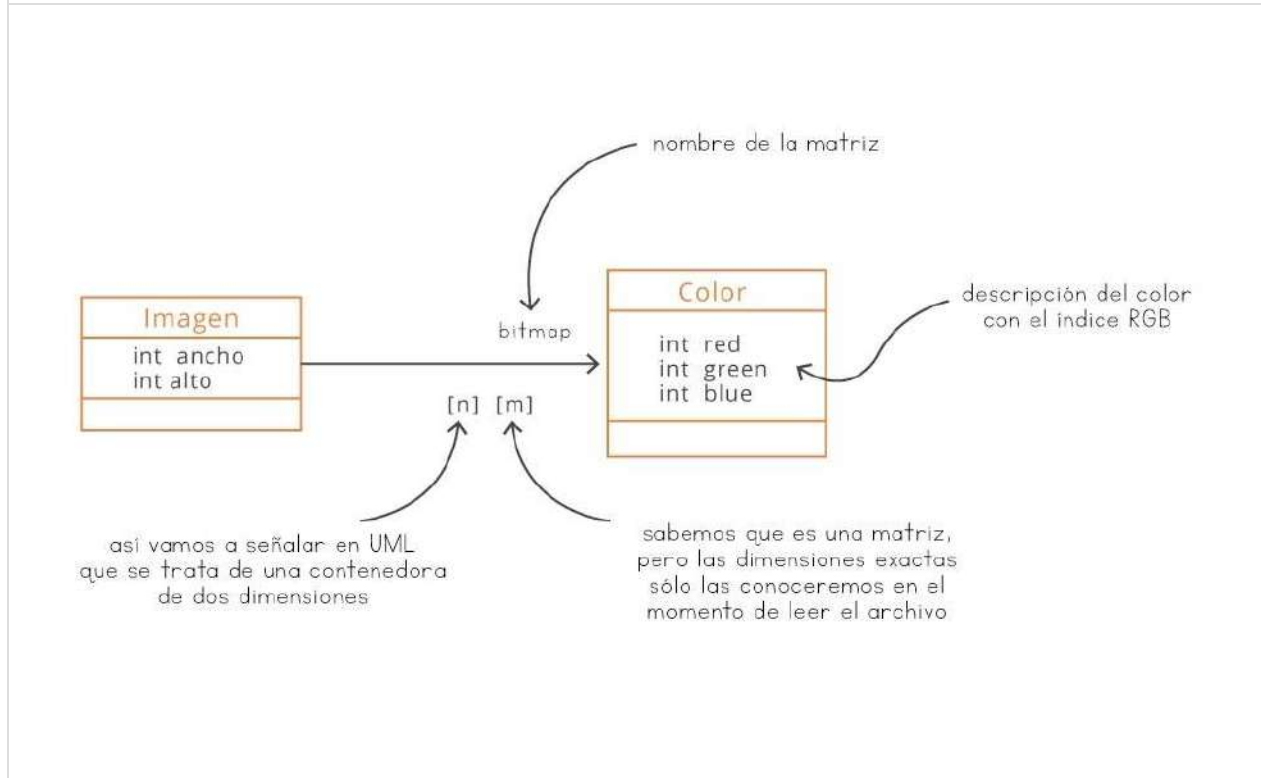 nombre de la matriz
Imagen
int ancho
int alto
bitmap
[n] [m]
Color
int red
int green
int blue
descripción del color
con el indice RGB
así vamos a señalar en UML
que se trata de una contenedora
de dos dimensiones
sabemos que es una matriz,
pero las dimensiones exactas
sólo las conoceremos en el
momento de leer el archivo